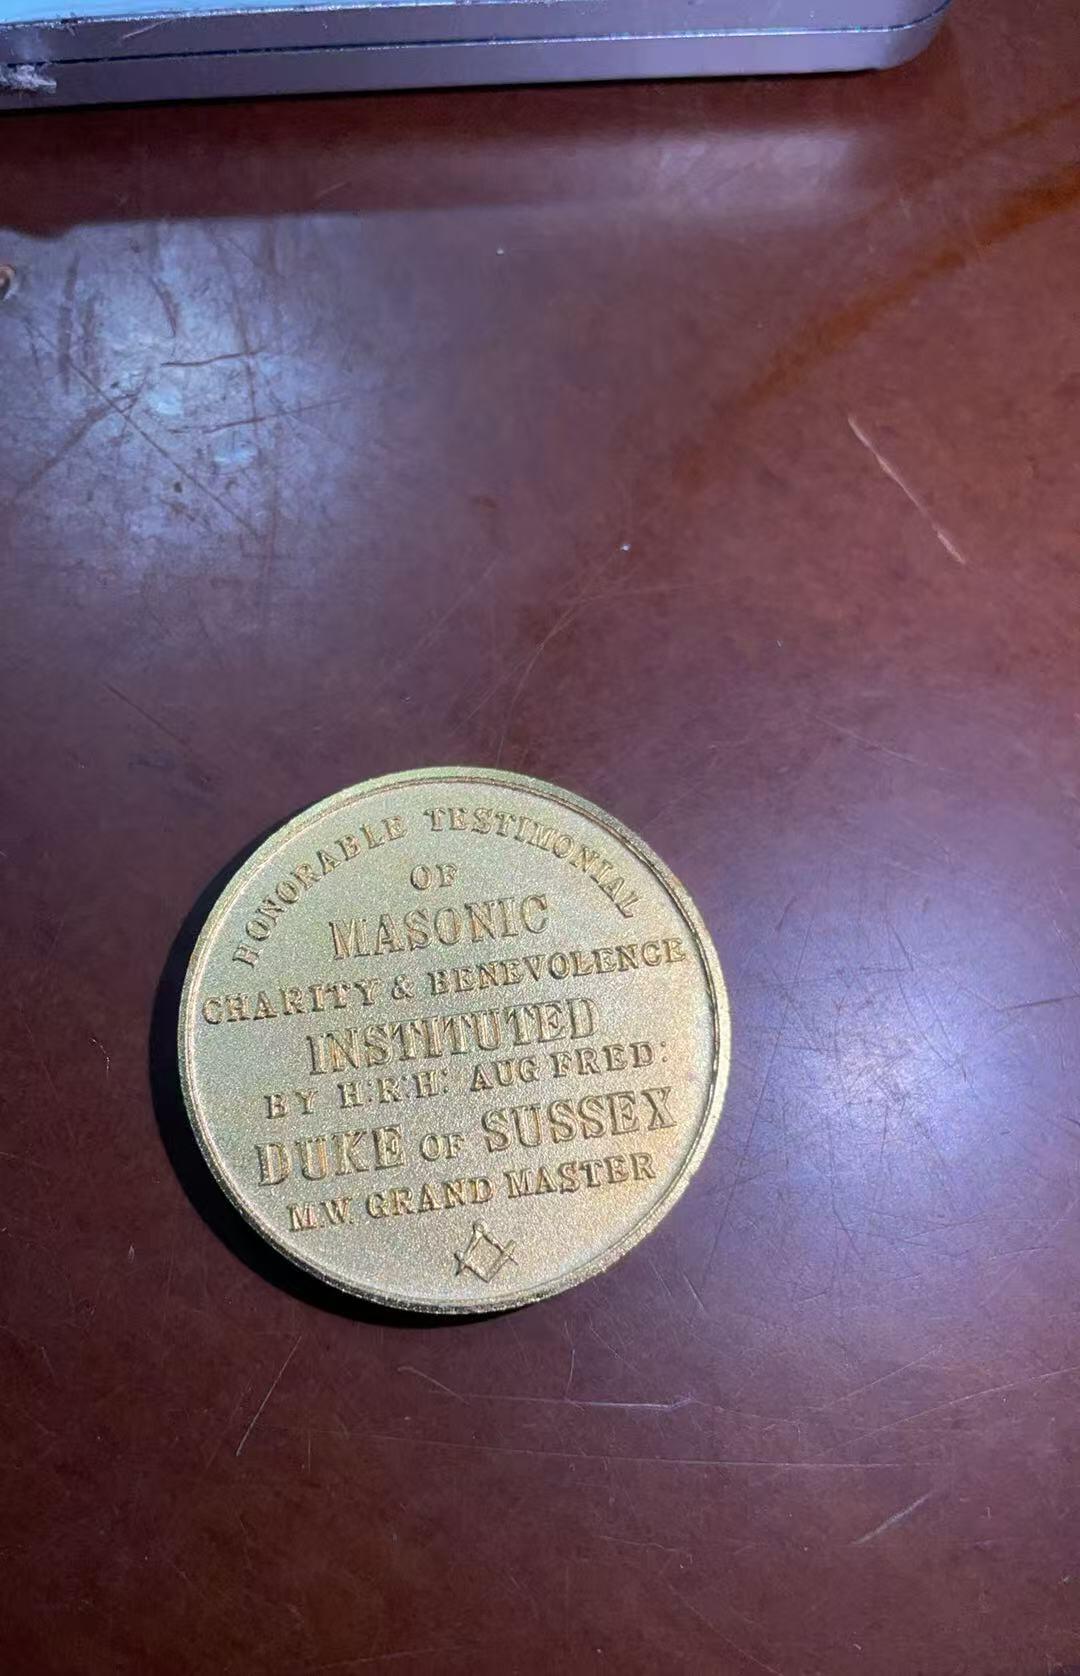 HONORABLE TESTIMONIAL
OF
MASONIC
CHARITY & BENEVOLENCE
INSTITUTED
BY H:R:H: AUG FRED:
DUKE OF SUSSEX
M.W. GRAND MASTER